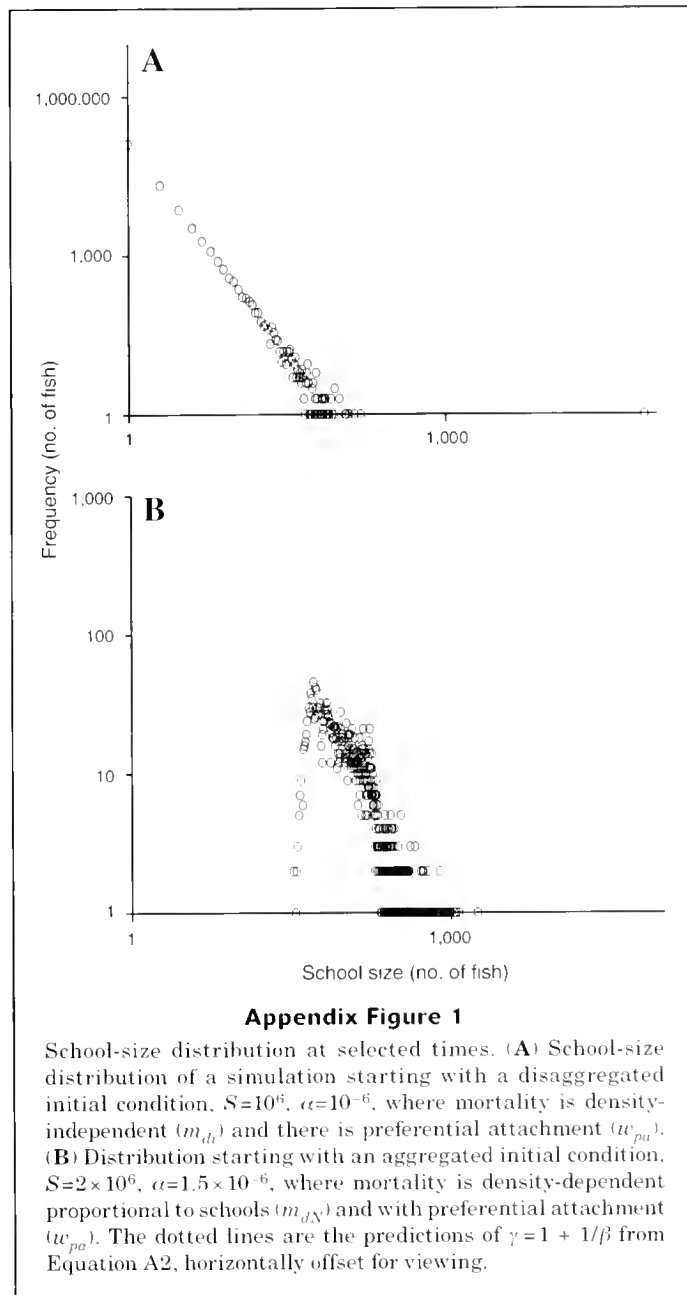 A
1,000.000
1,000
1
1
1,000
Frequency (no. of fish)
B
1,000
100
10
1
1
1,000
School size (no. of fish)
Appendix Figure 1
School-size distribution at selected times. (A) School-size
distribution of a simulation starting with a disaggregated
initial condition, S=10⁶, α=10⁻⁶, where mortality is density-
independent (m_di) and there is preferential attachment (w_pa).
(B) Distribution starting with an aggregated initial condition,
S=2 × 10⁶, α=1.5 × 10⁻⁶, where mortality is density-dependent
proportional to schools (m_dN) and with preferential attachment
(w_pa). The dotted lines are the predictions of γ = 1 + 1/β from
Equation A2, horizontally offset for viewing.